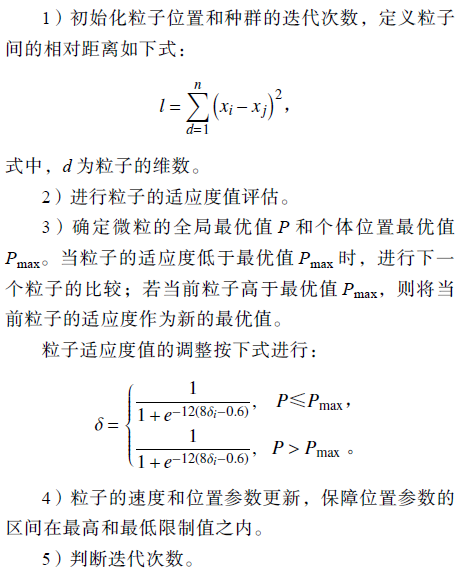 1）初始化粒子位置和种群的迭代次数，定义粒子
间的相对距离如下式：
$l = \sum_{d=1}^{n} (x_i - x_j)^2$，
式中，d 为粒子的维数。
2）进行粒子的适应度值评估。
3）确定微粒的全局最优值 P 和个体位置最优值
$P_{\max}$。当粒子的适应度低于最优值 $P_{\max}$ 时，进行下一
个粒子的比较；若当前粒子高于最优值 $P_{\max}$，则将当
前粒子的适应度作为新的最优值。
粒子适应度值的调整按下式进行：
$\delta = \begin{cases} \frac{1}{1+e^{-12(8\delta_i-0.6)}}, & P \leqslant P_{\max}， \\ \frac{1}{1+e^{-12(8\delta_i-0.6)}}, & P > P_{\max}。 \end{cases}$
4）粒子的速度和位置参数更新，保障位置参数的
区间在最高和最低限制值之内。
5）判断迭代次数。